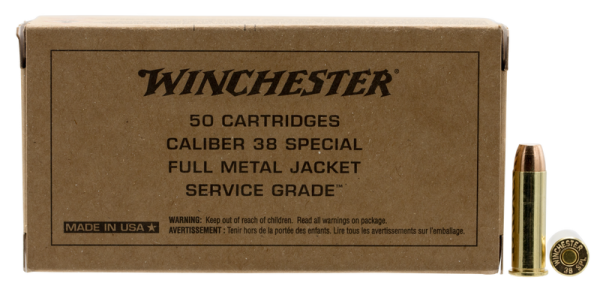 WINCHESTER®
50 CARTRIDGES
CALIBER 38 SPECIAL
FULL METAL JACKET
SERVICE GRADE™
MADE IN USA★
WARNING: Keep out of reach of children. Read all warnings on package.
AVERTISSEMENT : Tenir hors de la portée des enfants. Lire tous les avertissements sur l'emballage.
WINCHESTER
38 SPL